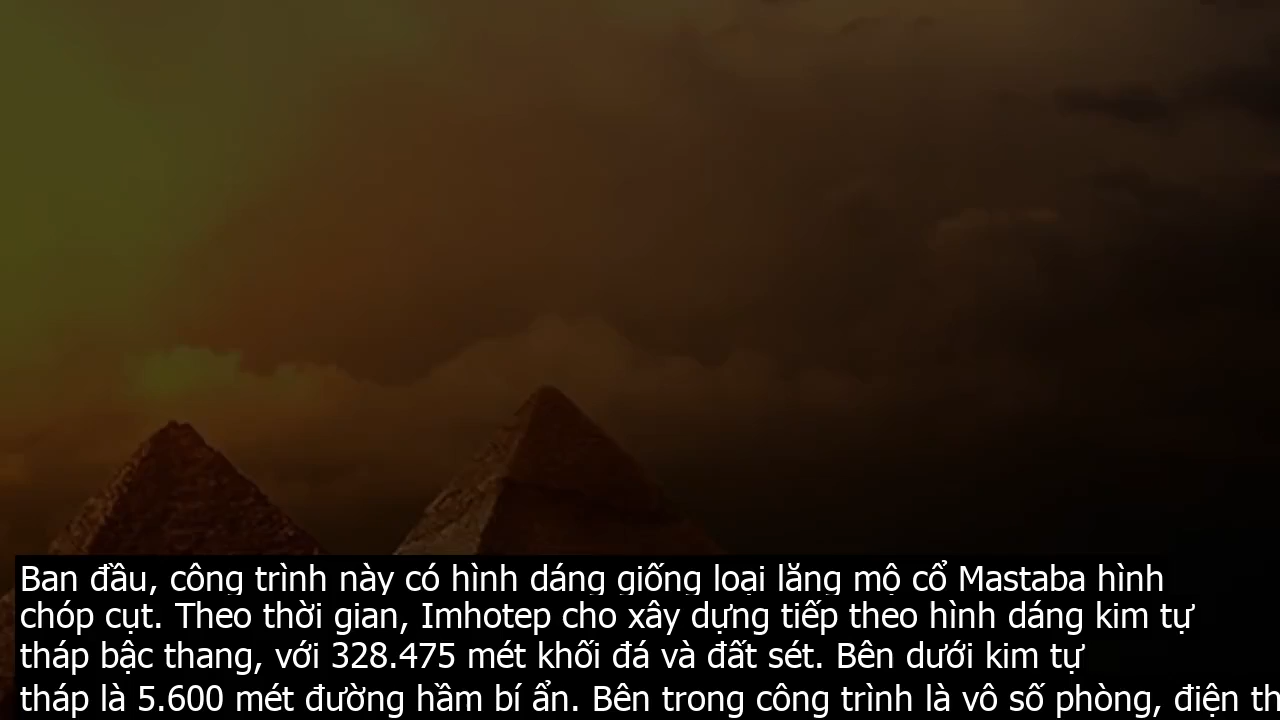 Ban đầu, công trình này có hình dáng giống loại lăng mộ cổ Mastaba hình
chóp cụt. Theo thời gian, Imhotep cho xây dựng tiếp theo hình dáng kim tự
tháp bậc thang, với 328.475 mét khối đá và đất sét. Bên dưới kim tự
tháp là 5.600 mét đường hầm bí ẩn. Bên trong công trình là vô số phòng, điện